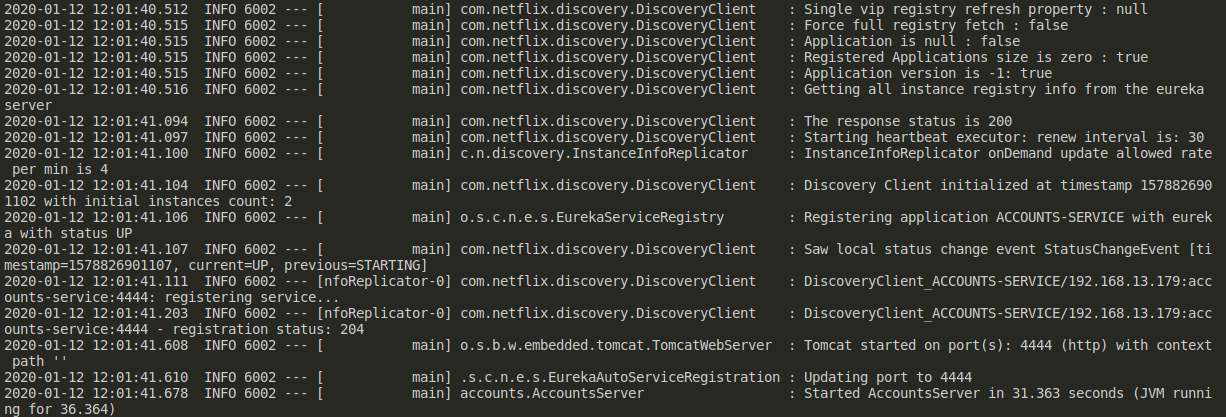 2020-01-12 12:01:40.512  INFO 6002 --- [           main] com.netflix.discovery.DiscoveryClient    : Single vip registry refresh property : null
2020-01-12 12:01:40.515  INFO 6002 --- [           main] com.netflix.discovery.DiscoveryClient    : Force full registry fetch : false
2020-01-12 12:01:40.515  INFO 6002 --- [           main] com.netflix.discovery.DiscoveryClient    : Application is null : false
2020-01-12 12:01:40.515  INFO 6002 --- [           main] com.netflix.discovery.DiscoveryClient    : Registered Applications size is zero : true
2020-01-12 12:01:40.515  INFO 6002 --- [           main] com.netflix.discovery.DiscoveryClient    : Application version is -1: true
2020-01-12 12:01:40.516  INFO 6002 --- [           main] com.netflix.discovery.DiscoveryClient    : Getting all instance registry info from the eureka
server
2020-01-12 12:01:41.094  INFO 6002 --- [           main] com.netflix.discovery.DiscoveryClient    : The response status is 200
2020-01-12 12:01:41.097  INFO 6002 --- [           main] com.netflix.discovery.DiscoveryClient    : Starting heartbeat executor: renew interval is: 30
2020-01-12 12:01:41.100  INFO 6002 --- [           main] c.n.discovery.InstanceInfoReplicator     : InstanceInfoReplicator onDemand update allowed rate
 per min is 4
2020-01-12 12:01:41.104  INFO 6002 --- [           main] com.netflix.discovery.DiscoveryClient    : Discovery Client initialized at timestamp 157882690
1102 with initial instances count: 2
2020-01-12 12:01:41.106  INFO 6002 --- [           main] o.s.c.n.e.s.EurekaServiceRegistry        : Registering application ACCOUNTS-SERVICE with eurek
a with status UP
2020-01-12 12:01:41.107  INFO 6002 --- [           main] com.netflix.discovery.DiscoveryClient    : Saw local status change event StatusChangeEvent [ti
mestamp=1578826901107, current=UP, previous=STARTING]
2020-01-12 12:01:41.111  INFO 6002 --- [nfoReplicator-0] com.netflix.discovery.DiscoveryClient    : DiscoveryClient_ACCOUNTS-SERVICE/192.168.13.179:acc
ounts-service:4444: registering service...
2020-01-12 12:01:41.203  INFO 6002 --- [nfoReplicator-0] com.netflix.discovery.DiscoveryClient    : DiscoveryClient_ACCOUNTS-SERVICE/192.168.13.179:acc
ounts-service:4444 - registration status: 204
2020-01-12 12:01:41.608  INFO 6002 --- [           main] o.s.b.w.embedded.tomcat.TomcatWebServer  : Tomcat started on port(s): 4444 (http) with context
 path ''
2020-01-12 12:01:41.610  INFO 6002 --- [           main] .s.c.n.e.s.EurekaAutoServiceRegistration : Updating port to 4444
2020-01-12 12:01:41.678  INFO 6002 --- [           main] accounts.AccountsServer                  : Started AccountsServer in 31.363 seconds (JVM runni
ng for 36.364)